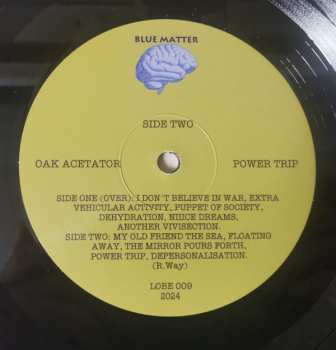 BLUE MATTER
SIDE TWO
OAK ACETATOR POWER TRIP
SIDE ONE (OVER): I DON'T BELIEVE IN WAR, EXTRA
VEHICULAR ACTIVITY, PUPPET OF SOCIETY,
DEHYDRATION, NIIICE DREAMS,
ANOTHER VIVISECTION.
SIDE TWO: MY OLD FRIEND THE SEA, FLOATING
AWAY, THE MIRROR POURS FORTH,
POWER TRIP, DEPERSONALISATION.
(R.Way)
LOBE 009
2024